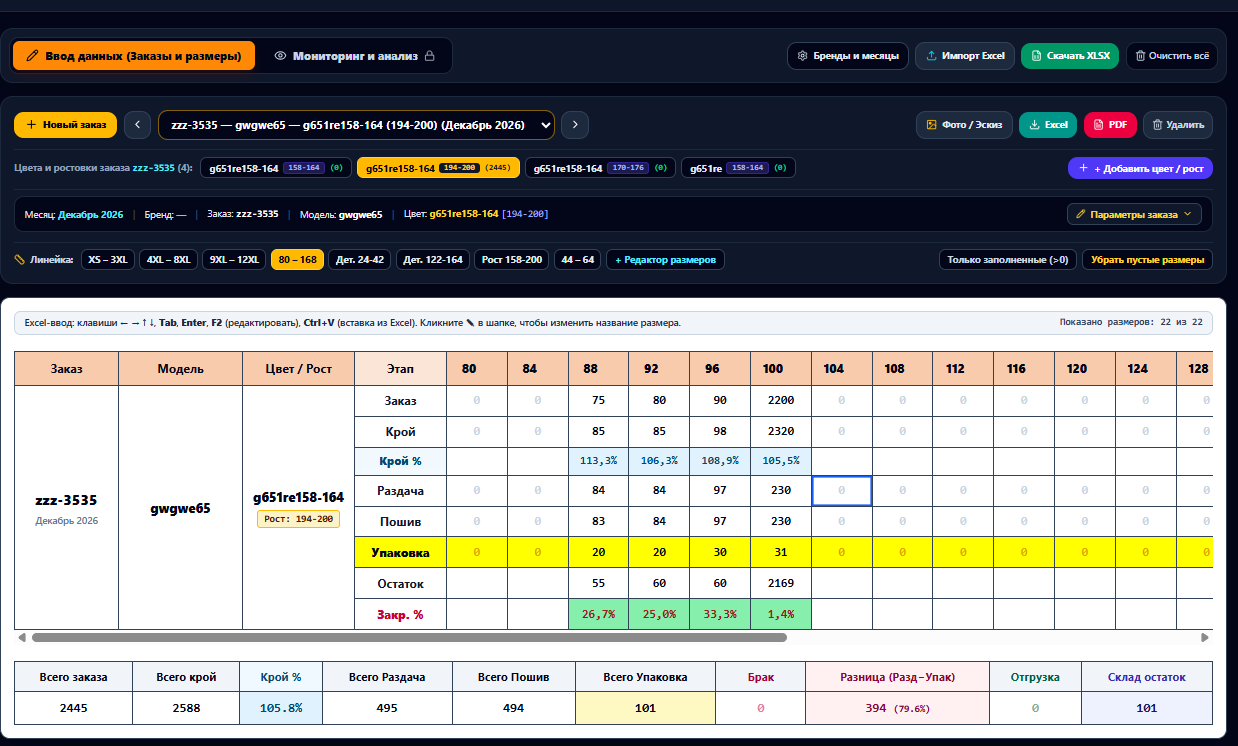 Ввод данных (Заказы и размеры) Мониторинг и анализ Бренды и месяцы Импорт Excel Скачать XLSX Очистить всё
+ Новый заказ zzz-3535 — gwgwe65 — g651re158-164 (194-200) (Декабрь 2026) Фото / Эскиз Excel PDF Удалить
Цвета и ростовки заказа zzz-3535 (4): g651re158-164 158-164 (0) g651re158-164 194-200 (2445) g651re158-164 170-176 (0) g651re 158-164 (0) + + Добавить цвет / рост
Месяц: Декабрь 2026 | Бренд: — | Заказ: zzz-3535 | Модель: gwgwe65 | Цвет: g651re158-164 [194-200] Параметры заказа
Линейка: XS – 3XL 4XL – 8XL 9XL – 12XL 80 – 168 Дет. 24-42 Дет. 122-164 Рост 158-200 44 – 64 + Редактор размеров Только заполненные (>0) Убрать пустые размеры
Excel-ввод: клавиши ← → ↑ ↓, Tab, Enter, F2 (редактировать), Ctrl+V (вставка из Excel). Кликните ✎ в шапке, чтобы изменить название размера. Показано размеров: 22 из 22
Заказ Модель Цвет / Рост Этап 80 84 88 92 96 100 104 108 112 116 120 124 128
Заказ 0 0 75 80 90 2200 0 0 0 0 0 0 0
Крой 0 0 85 85 98 2320 0 0 0 0 0 0 0
Крой % 113,3% 106,3% 108,9% 105,5%
Раздача 0 0 84 84 97 230 0 0 0 0 0 0 0
zzz-3535 gwgwe65 g651re158-164
Декабрь 2026 Рост: 194-200
Пошив 0 0 83 84 97 230 0 0 0 0 0 0 0
Упаковка 0 0 20 20 30 31 0 0 0 0 0 0 0
Остаток 55 60 60 2169
Закр. % 26,7% 25,0% 33,3% 1,4%
Всего заказа Всего крой Крой % Всего Раздача Всего Пошив Всего Упаковка Брак Разница (Разд-Упак) Отгрузка Склад остаток
2445 2588 105.8% 495 494 101 0 394 (79.6%) 0 101